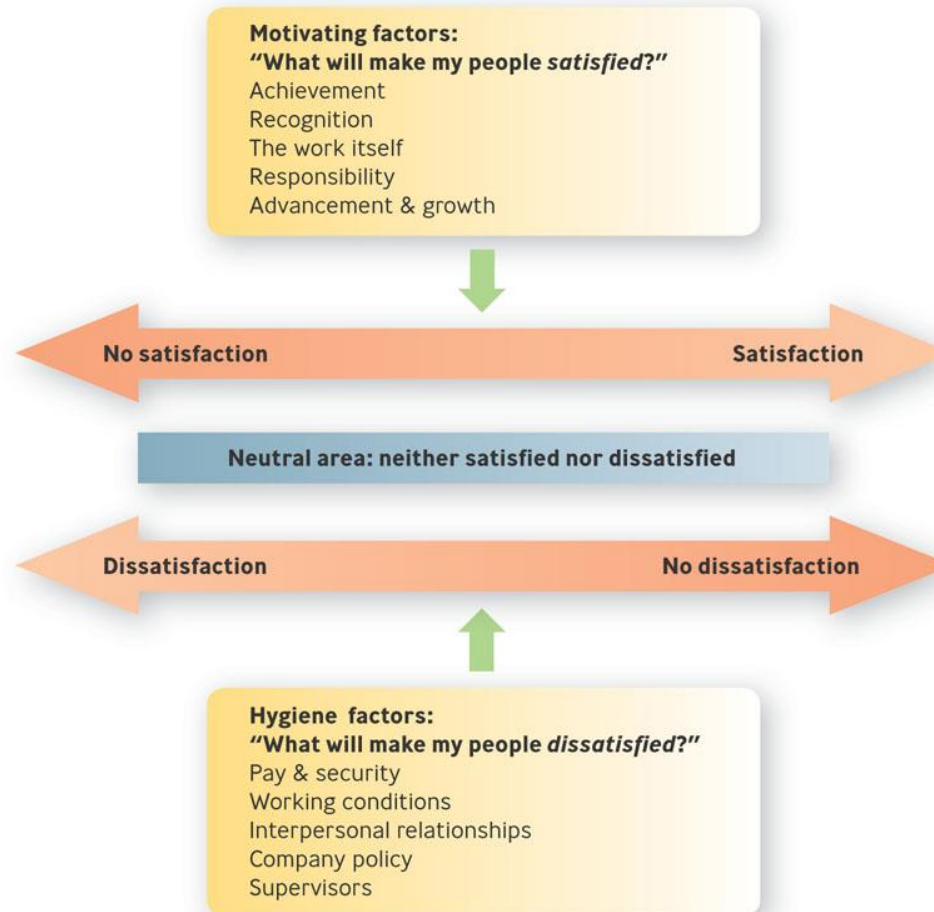 Motivating factors:
“What will make my people satisfied?”
Achievement
Recognition
The work itself
Responsibility
Advancement & growth
No satisfaction
Satisfaction
Neutral area: neither satisfied nor dissatisfied
Dissatisfaction
No dissatisfaction
Hygiene factors:
“What will make my people dissatisfied?”
Pay & security
Working conditions
Interpersonal relationships
Company policy
Supervisors